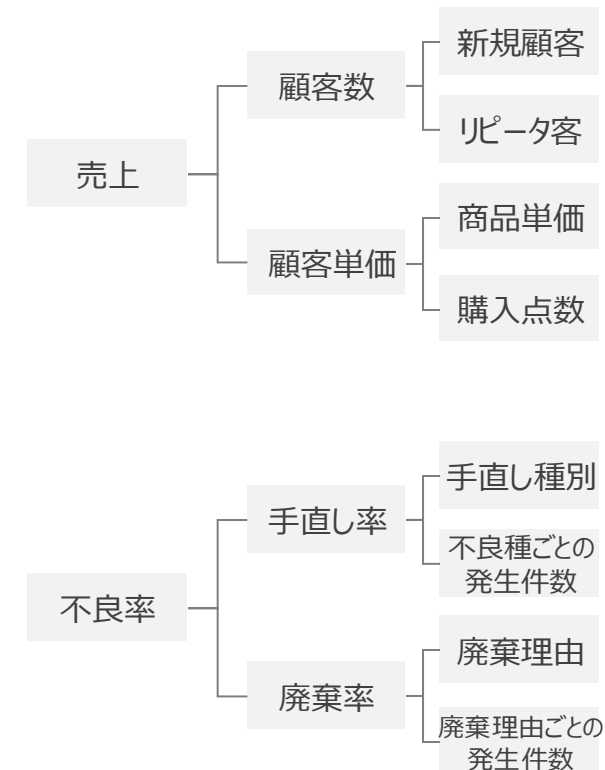 新規顧客
顧客数
リピータ客
売上
商品単価
顧客単価
購入点数
手直し種別
手直し率
不良種ごとの
発生件数
不良率
廃棄理由
廃棄率
廃棄理由ごとの
発生件数